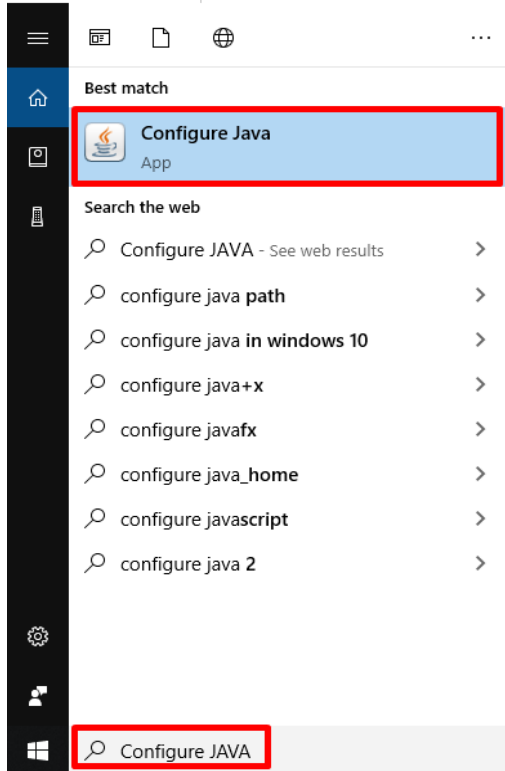 Best match
Configure Java
App
Search the web
Configure JAVA - See web results
configure java path
configure java in windows 10
configure java+x
configure javafx
configure java_home
configure javascript
configure java 2
Configure JAVA